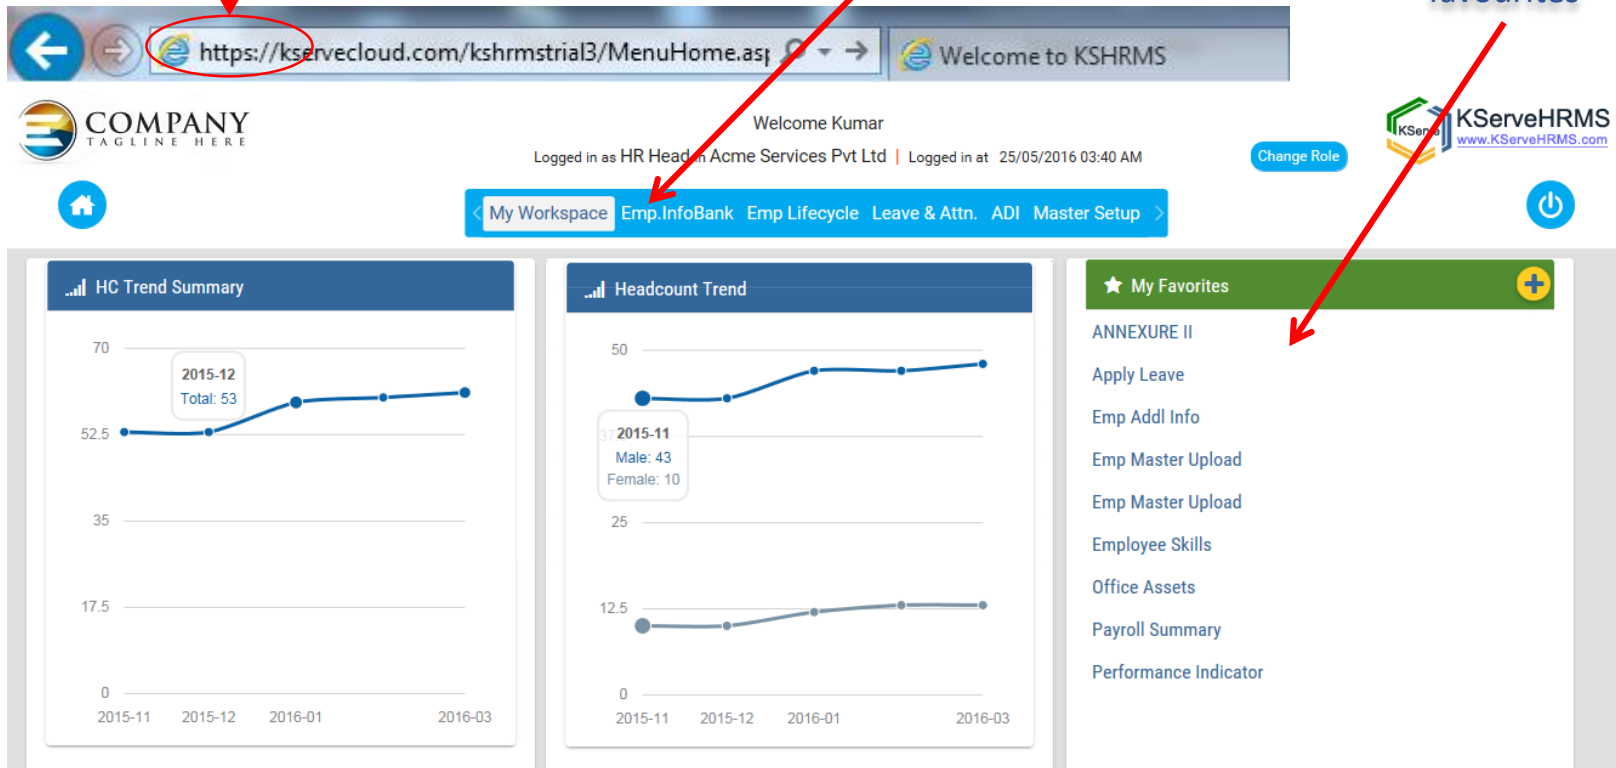 favourites
https://kservecloud.com/kshrmstrial3/MenuHome.asp
Welcome to KSHRMS
COMPANY
TAGLINE HERE
Welcome Kumar
Logged in as HR Head in Acme Services Pvt Ltd | Logged in at 25/05/2016 03:40 AM
Change Role
KServe
KServeHRMS
www.KServeHRMS.com
My Workspace Emp.InfoBank Emp Lifecycle Leave & Attn. ADI Master Setup
HC Trend Summary
70
2015-12
Total: 53
52.5
35
17.5
0
2015-11 2015-12 2016-01 2016-03
Headcount Trend
50
37.5
2015-11
Male: 43
Female: 10
25
12.5
0
2015-11 2015-12 2016-01 2016-03
My Favorites
ANNEXURE II
Apply Leave
Emp Addl Info
Emp Master Upload
Emp Master Upload
Employee Skills
Office Assets
Payroll Summary
Performance Indicator